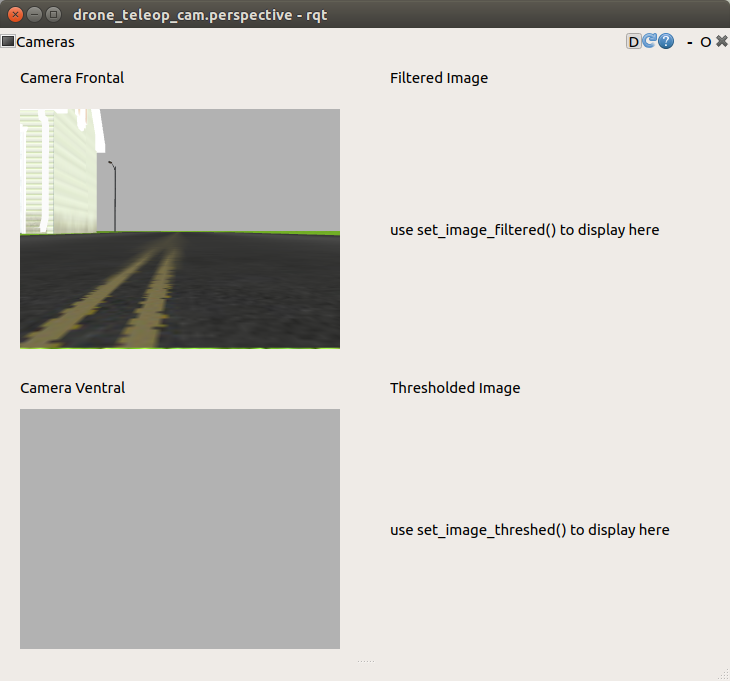 drone_teleop_cam.perspective - rqt
Cameras
D ? - O
Camera Frontal
Filtered Image
use set_image_filtered() to display here
Camera Ventral
Thresholded Image
use set_image_threshed() to display here